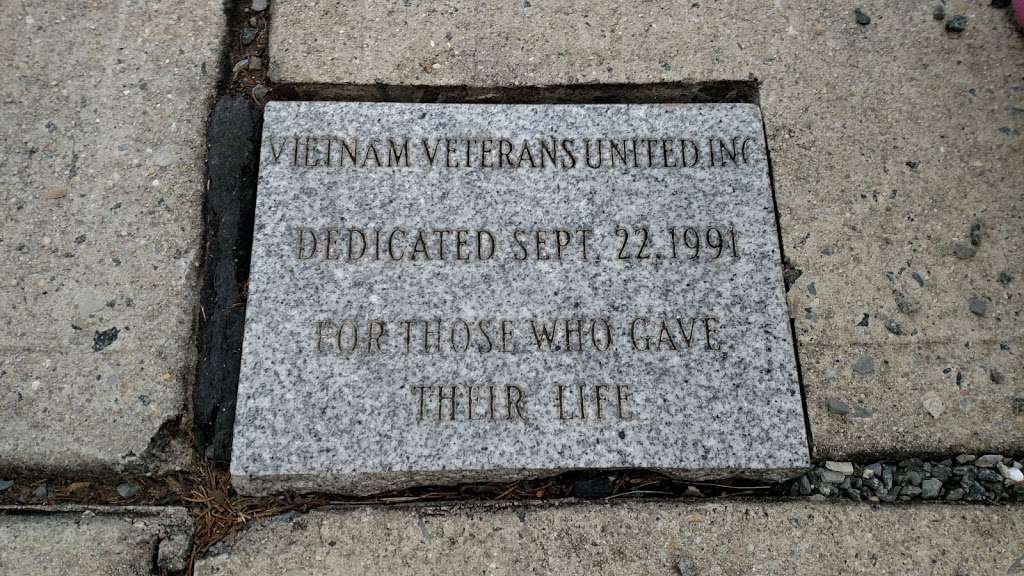 VIETNAM VETERANS UNITED INC
DEDICATED SEPT. 22, 1991
FOR THOSE WHO GAVE
THEIR LIFE